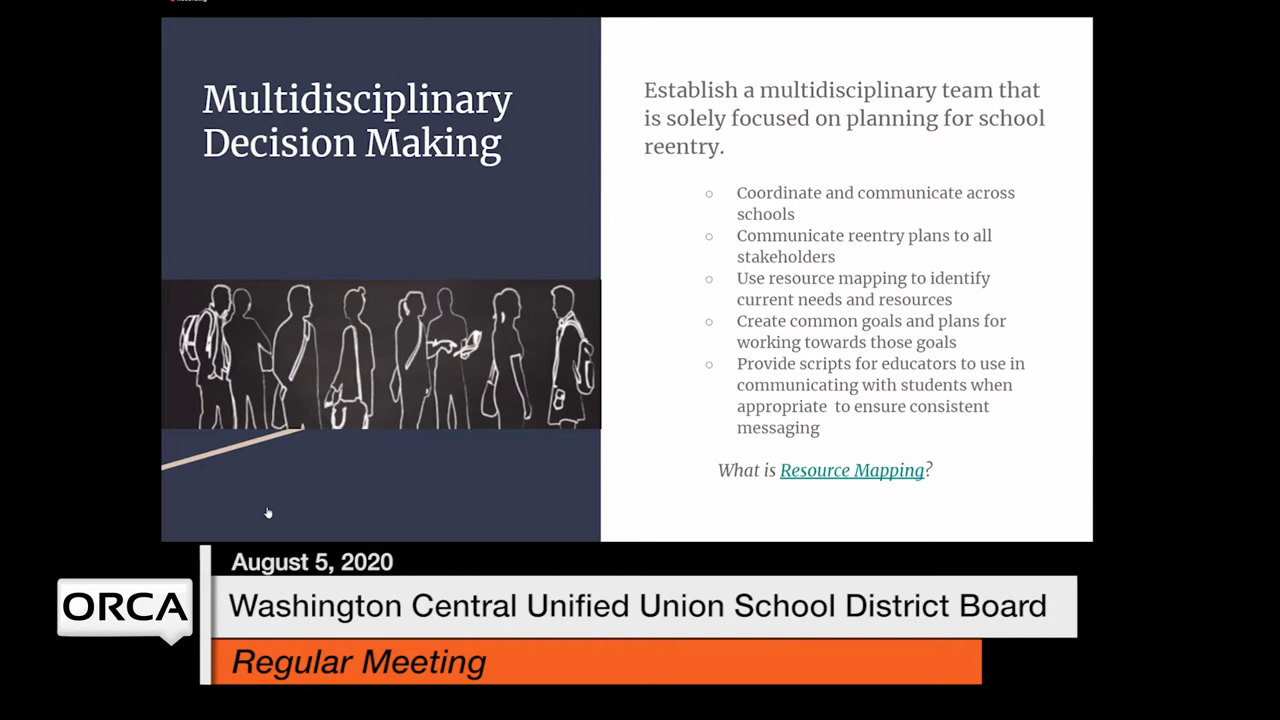 Multidisciplinary
Decision Making
Establish a multidisciplinary team that
is solely focused on planning for school
reentry.
○ Coordinate and communicate across
schools
○ Communicate reentry plans to all
stakeholders
○ Use resource mapping to identify
current needs and resources
○ Create common goals and plans for
working towards those goals
○ Provide scripts for educators to use in
communicating with students when
appropriate to ensure consistent
messaging
What is Resource Mapping?
August 5, 2020
ORCA
Washington Central Unified Union School District Board
Regular Meeting